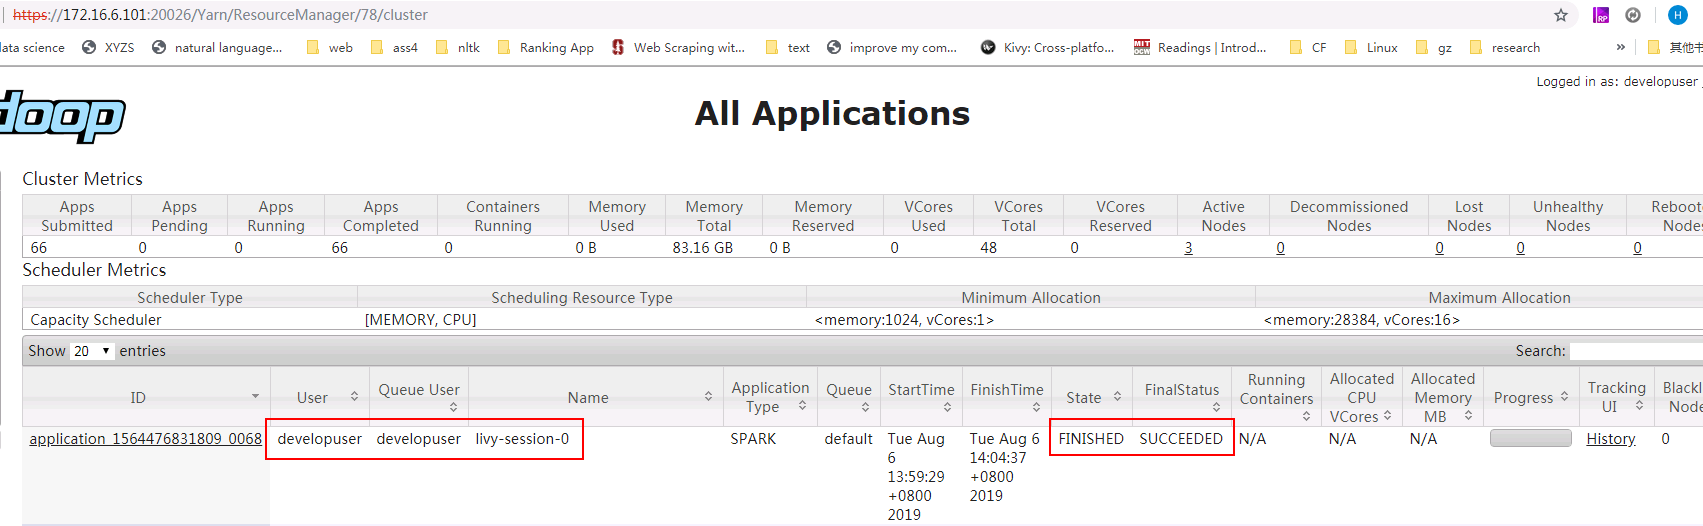 https://172.16.6.101:20026/Yarn/ResourceManager/78/cluster
data science XYZS natural language... web ass4 nltk Ranking App Web Scraping wit... text improve my com... Kivy: Cross-platfo... Readings | Introd... CF Linux gz research » 其他书
Logged in as: developuser
doop
All Applications
Cluster Metrics
Apps Submitted Apps Pending Apps Running Apps Completed Containers Running Memory Used Memory Total Memory Reserved VCores Used VCores Total VCores Reserved Active Nodes Decommissioned Nodes Lost Nodes Unhealthy Nodes Reboote Nodes
66 0 0 66 0 0 B 83.16 GB 0 B 0 48 0 3 0 0 0 0
Scheduler Metrics
Scheduler Type Scheduling Resource Type Minimum Allocation Maximum Allocation
Capacity Scheduler [MEMORY, CPU] <memory:1024, vCores:1> <memory:28384, vCores:16>
Show 20 entries Search:
ID User Queue User Name Application Type Queue StartTime FinishTime State FinalStatus Running Containers Allocated CPU VCores Allocated Memory MB Progress Tracking UI Blackl Node
application_1564476831809_0068 developuser developuser livy-session-0 SPARK default Tue Aug 6 13:59:29 +0800 2019 Tue Aug 6 14:04:37 +0800 2019 FINISHED SUCCEEDED N/A N/A N/A History 0